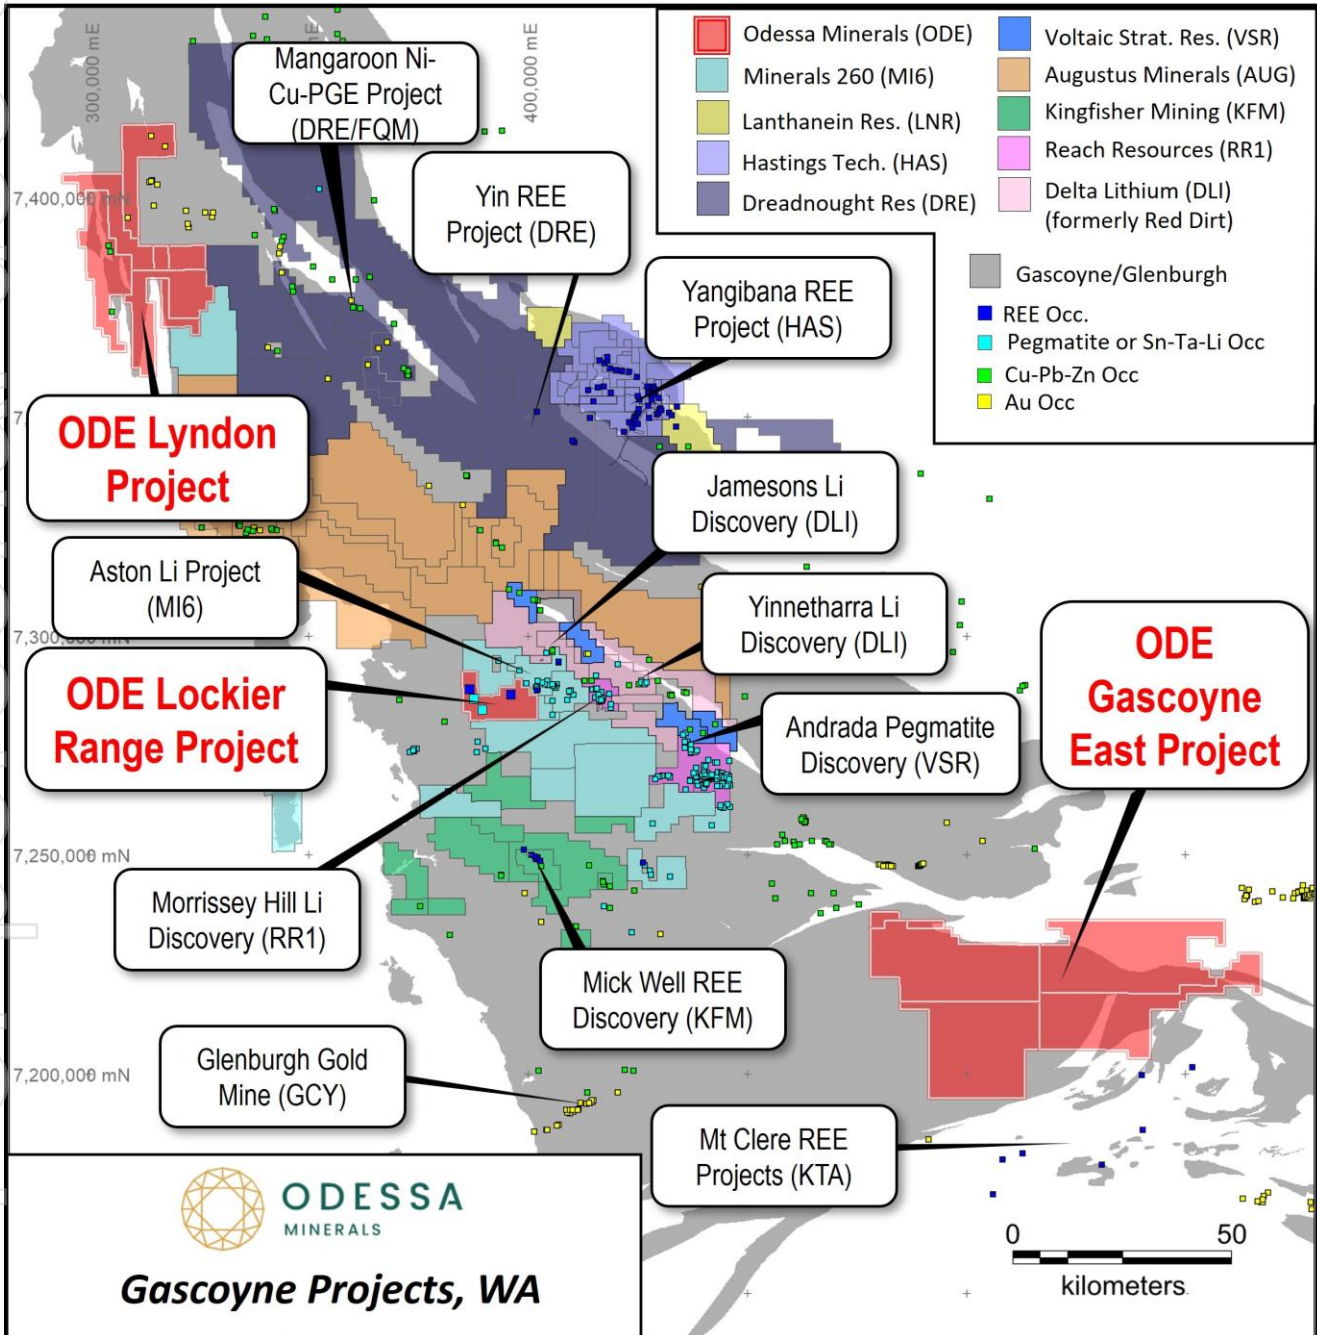 300,000 mE
mE
400,000 mE
Mangaroon Ni-
Cu-PGE Project
(DRE/FQM)
Odessa Minerals (ODE)
Minerals 260 (MI6)
Lanthanein Res. (LNR)
Hastings Tech. (HAS)
Dreadnought Res (DRE)
Voltaic Strat. Res. (VSR)
Augustus Minerals (AUG)
Kingfisher Mining (KFM)
Reach Resources (RR1)
Delta Lithium (DLI)
(formerly Red Dirt)
Gascoyne/Glenburgh
REE Occ.
Pegmatite or Sn-Ta-Li Occ
Cu-Pb-Zn Occ
Au Occ
7,400,000 mN
Yin REE
Project (DRE)
Yangibana REE
Project (HAS)
ODE Lyndon
Project
Jamesons Li
Discovery (DLI)
Aston Li Project
(MI6)
Yinnetharra Li
Discovery (DLI)
7,300,000 mN
ODE Lockier
Range Project
ODE
Gascoyne
East Project
Andrada Pegmatite
Discovery (VSR)
7,250,000 mN
Morrissey Hill Li
Discovery (RR1)
Mick Well REE
Discovery (KFM)
Glenburgh Gold
Mine (GCY)
7,200,000 mN
Mt Clere REE
Projects (KTA)
ODESSA
MINERALS
Gascoyne Projects, WA
0 50
kilometers